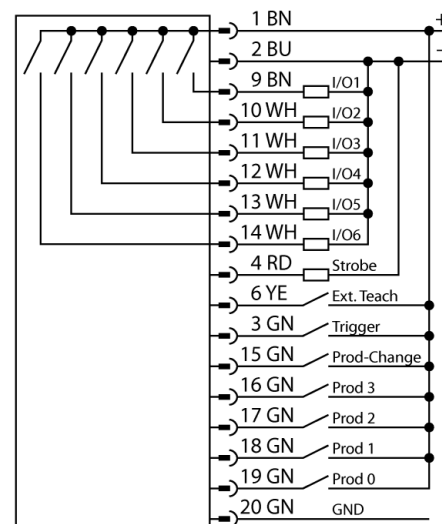 1 BN +
2 BU –
9 BN I/O1
10 WH I/O2
11 WH I/O3
12 WH I/O4
13 WH I/O5
14 WH I/O6
4 RD Strobe
6 YE Ext. Teach
3 GN Trigger
15 GN Prod-Change
16 GN Prod 3
17 GN Prod 2
18 GN Prod 1
19 GN Prod 0
20 GN GND